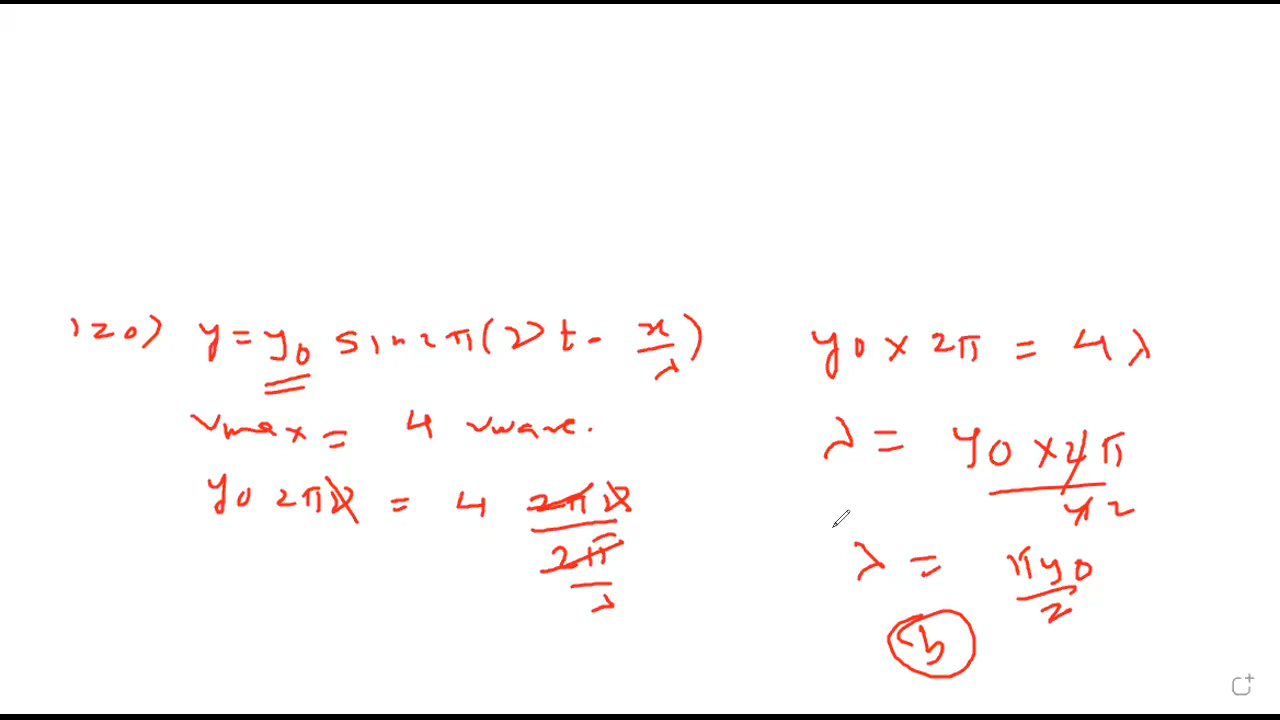 120) y = y₀ sin 2π(νt - x/λ)
vmax = 4 vwave.
y₀ 2πν = 4 2πν/(2π/λ)
y₀ × 2π = 4λ
λ = y₀ × 2π / 4 2
λ = πy₀/2
b